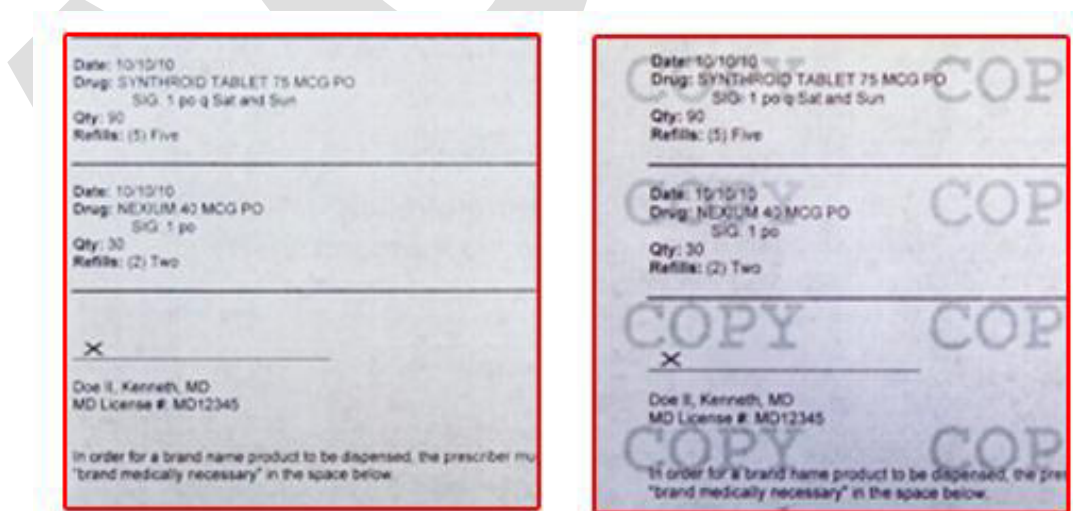 Date: 10/10/10
Drug: SYNTHROID TABLET 75 MCG PO
SIG: 1 po q Sat and Sun
Qty: 90
Refills: (5) Five
Date: 10/10/10
Drug: NEXIUM 40 MCG PO
SIG: 1 po
Qty: 30
Refills: (2) Two
X
Doe II, Kenneth, MD
MD License #: MD12345
In order for a brand name product to be dispensed, the prescriber mu
"brand medically necessary" in the space below.
COPY COP
Date: 10/10/10
Drug: SYNTHROID TABLET 75 MCG PO
SIG: 1 po q Sat and Sun
Qty: 90
Refills: (5) Five
COPY COP
Date: 10/10/10
Drug: NEXIUM 40 MCG PO
SIG: 1 po
Qty: 30
Refills: (2) Two
COPY COP
X
Doe II, Kenneth, MD
MD License #: MD12345
COPY COP
In order for a brand name product to be dispensed, the pre
"brand medically necessary" in the space below.